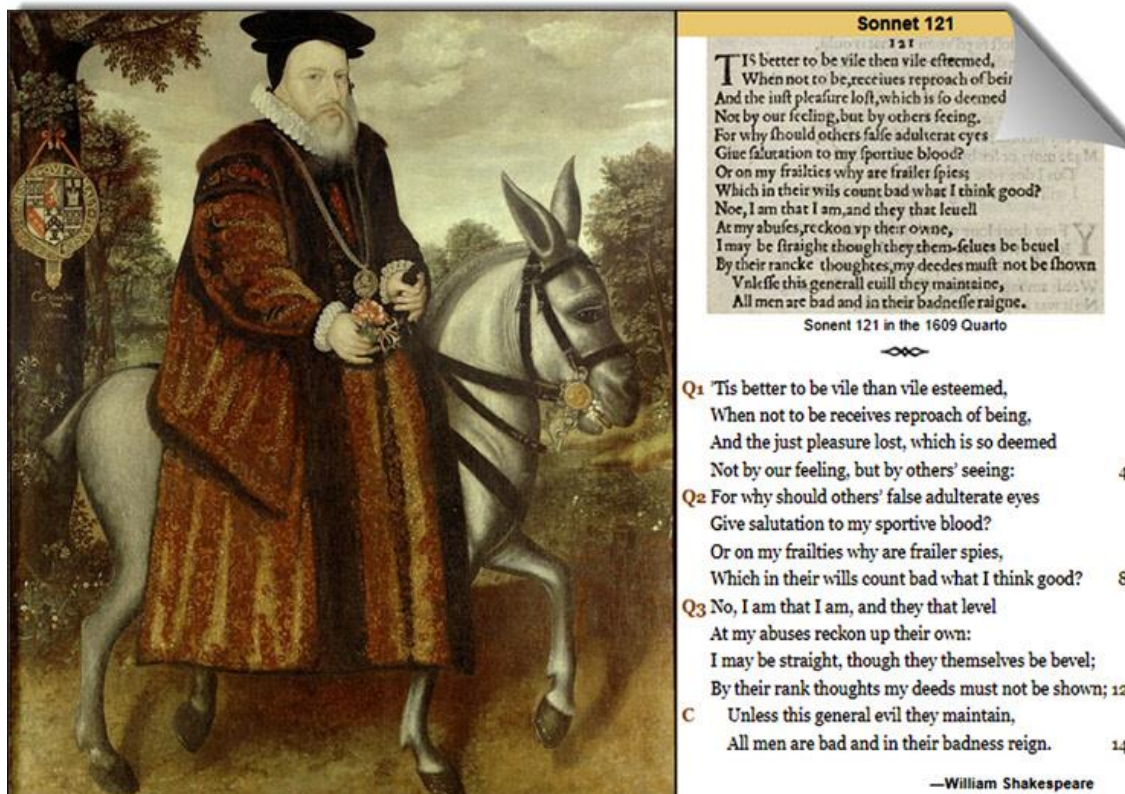 Sonnet 121
121
TIS better to be vile then vile eſteemed,
When not to be, receiues reproach of
And the iuſt pleaſure loſt, which is ſo deemed
Not by our feeling, but by others ſeeing.
For why ſhould others falſe adulterat eyes
Giue ſalutation to my ſportiue blood?
Or on my frailties why are frailer ſpies;
Which in their wils count bad what I think good?
Noe, I am that I am, and they that leuell
At my abuſes, reckon vp their owne,
I may be ſtraight though they them-ſelues be beuel
By their rancke thoughtes, my deedes muſt not be ſhown
Vnleſſe this generall euill they maintaine,
All men are bad and in their badneſſe raigne.
Sonent 121 in the 1609 Quarto
Q1 'Tis better to be vile than vile esteemed,
When not to be receives reproach of being,
And the just pleasure lost, which is so deemed
Not by our feeling, but by others' seeing: 4
Q2 For why should others' false adulterate eyes
Give salutation to my sportive blood?
Or on my frailties why are frailer spies,
Which in their wills count bad what I think good? 8
Q3 No, I am that I am, and they that level
At my abuses reckon up their own:
I may be straight, though they themselves be bevel;
By their rank thoughts my deeds must not be shown; 12
C Unless this general evil they maintain,
All men are bad and in their badness reign. 14
—William Shakespeare